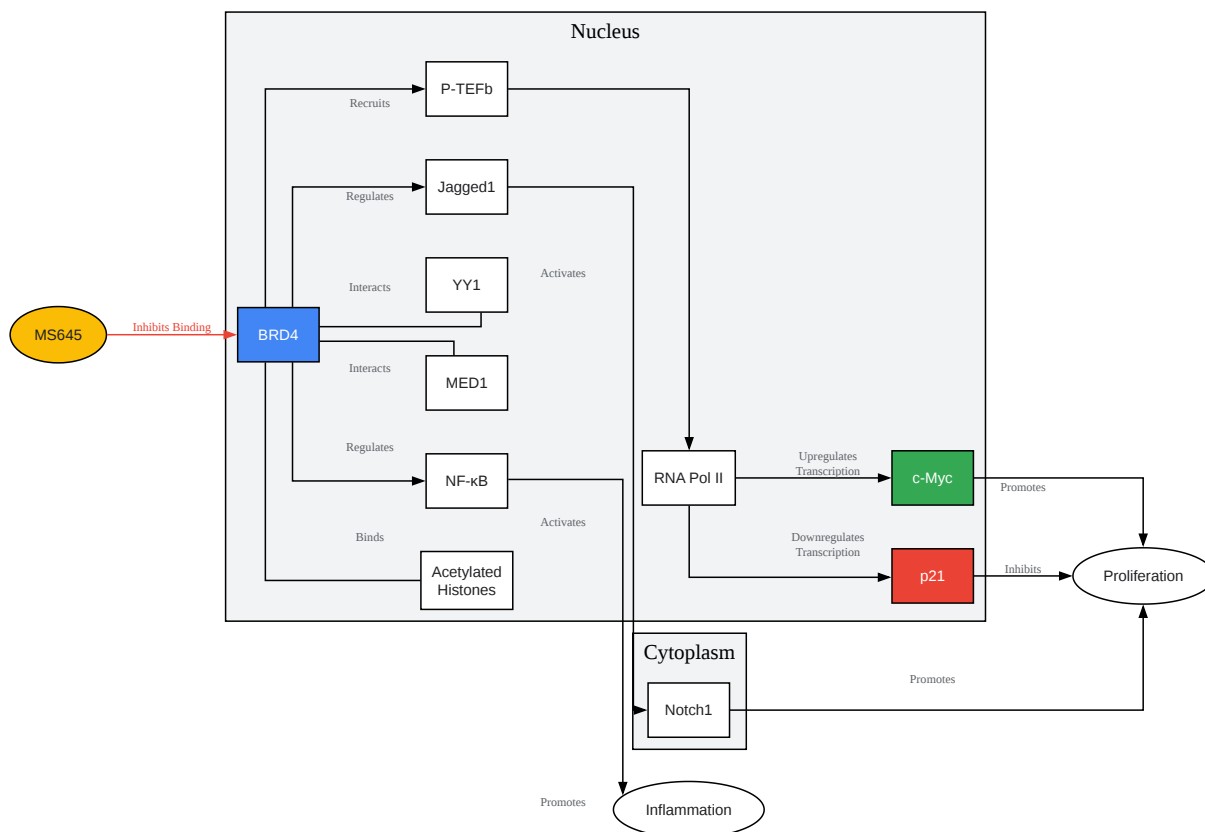 Nucleus
P-TEFb
Recruits
Jagged1
Regulates
YY1
Activates
Interacts
MS645
Inhibits Binding
BRD4
MED1
Interacts
Regulates
NF-κB
RNA Pol II
Upregulates
Transcription
c-Myc
Promotes
Activates
Binds
Downregulates
Transcription
Acetylated
Histones
p21
Inhibits
Proliferation
Cytoplasm
Notch1
Promotes
Promotes
Inflammation